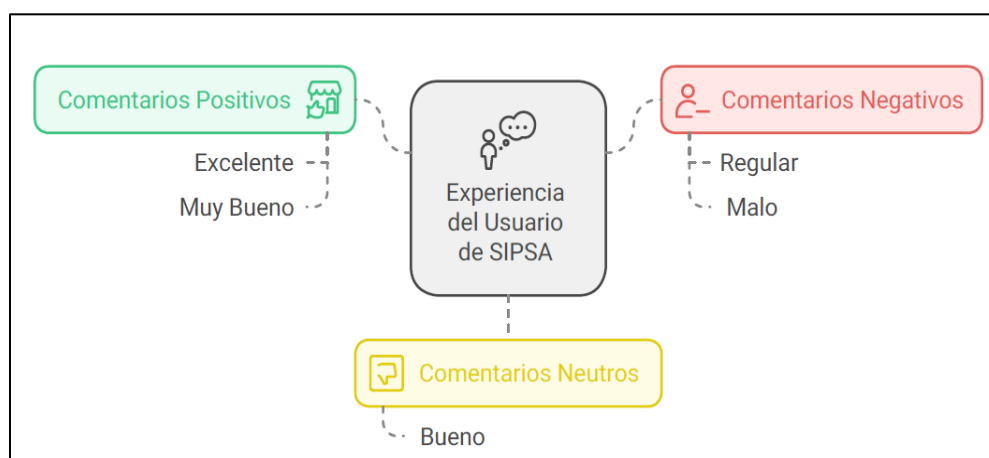 Comentarios Positivos
Excelente
Muy Bueno
Experiencia
del Usuario
de SIPSA
Comentarios Negativos
Regular
Malo
Comentarios Neutros
Bueno